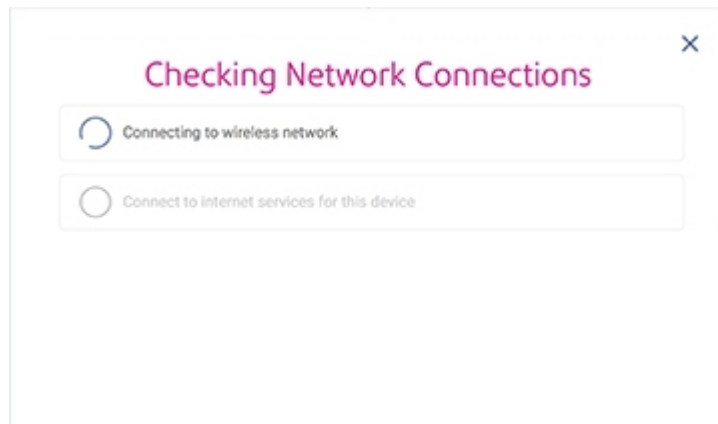 Checking Network Connections
Connecting to wireless network
Connect to internet services for this device